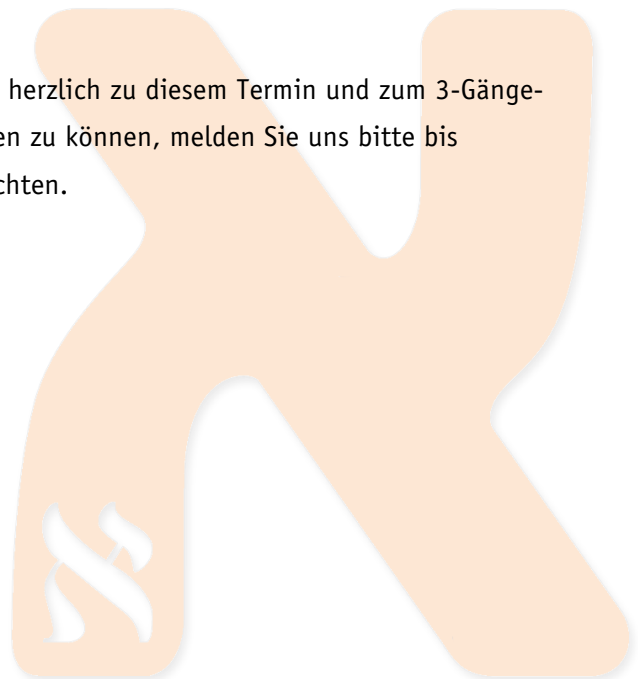 herzlich zu diesem Termin und zum 3-Gänge-
en zu können, melden Sie uns bitte bis
chten.
א
א